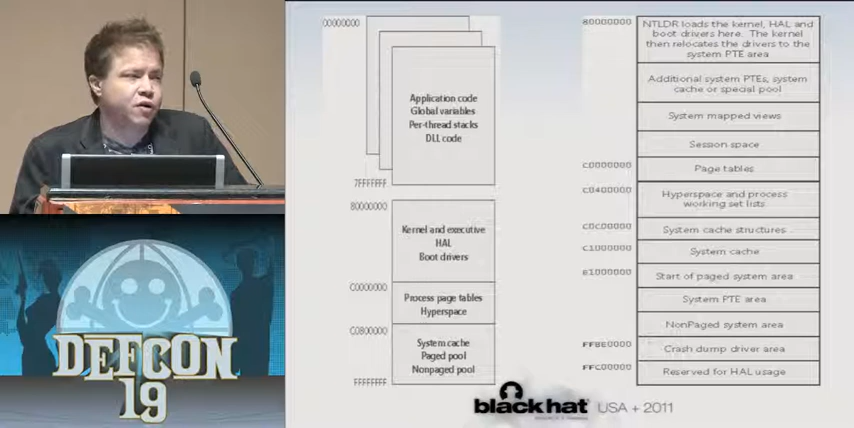 00000000
Application code
Global variables
Per-thread stacks
DLL code
7FFFFFFF
80000000
Kernel and executive
HAL
Boot drivers
C0000000
Process page tables
Hyperspace
C0800000
System cache
Paged pool
Nonpaged pool
FFFFFFFF
80000000
NTLDR loads the kernel, HAL and
boot drivers here. The kernel
then relocates the drivers to the
system PTE area
Additional system PTEs, system
cache or special pool
System mapped views
Session space
C0000000
Page tables
C0400000
Hyperspace and process
working set lists
C0C00000
System cache structures
C1000000
System cache
E1000000
Start of paged system area
System PTE area
NonPaged system area
FFBE0000
Crash dump driver area
FFC00000
Reserved for HAL usage
DEFCON
19
black hat USA + 2011